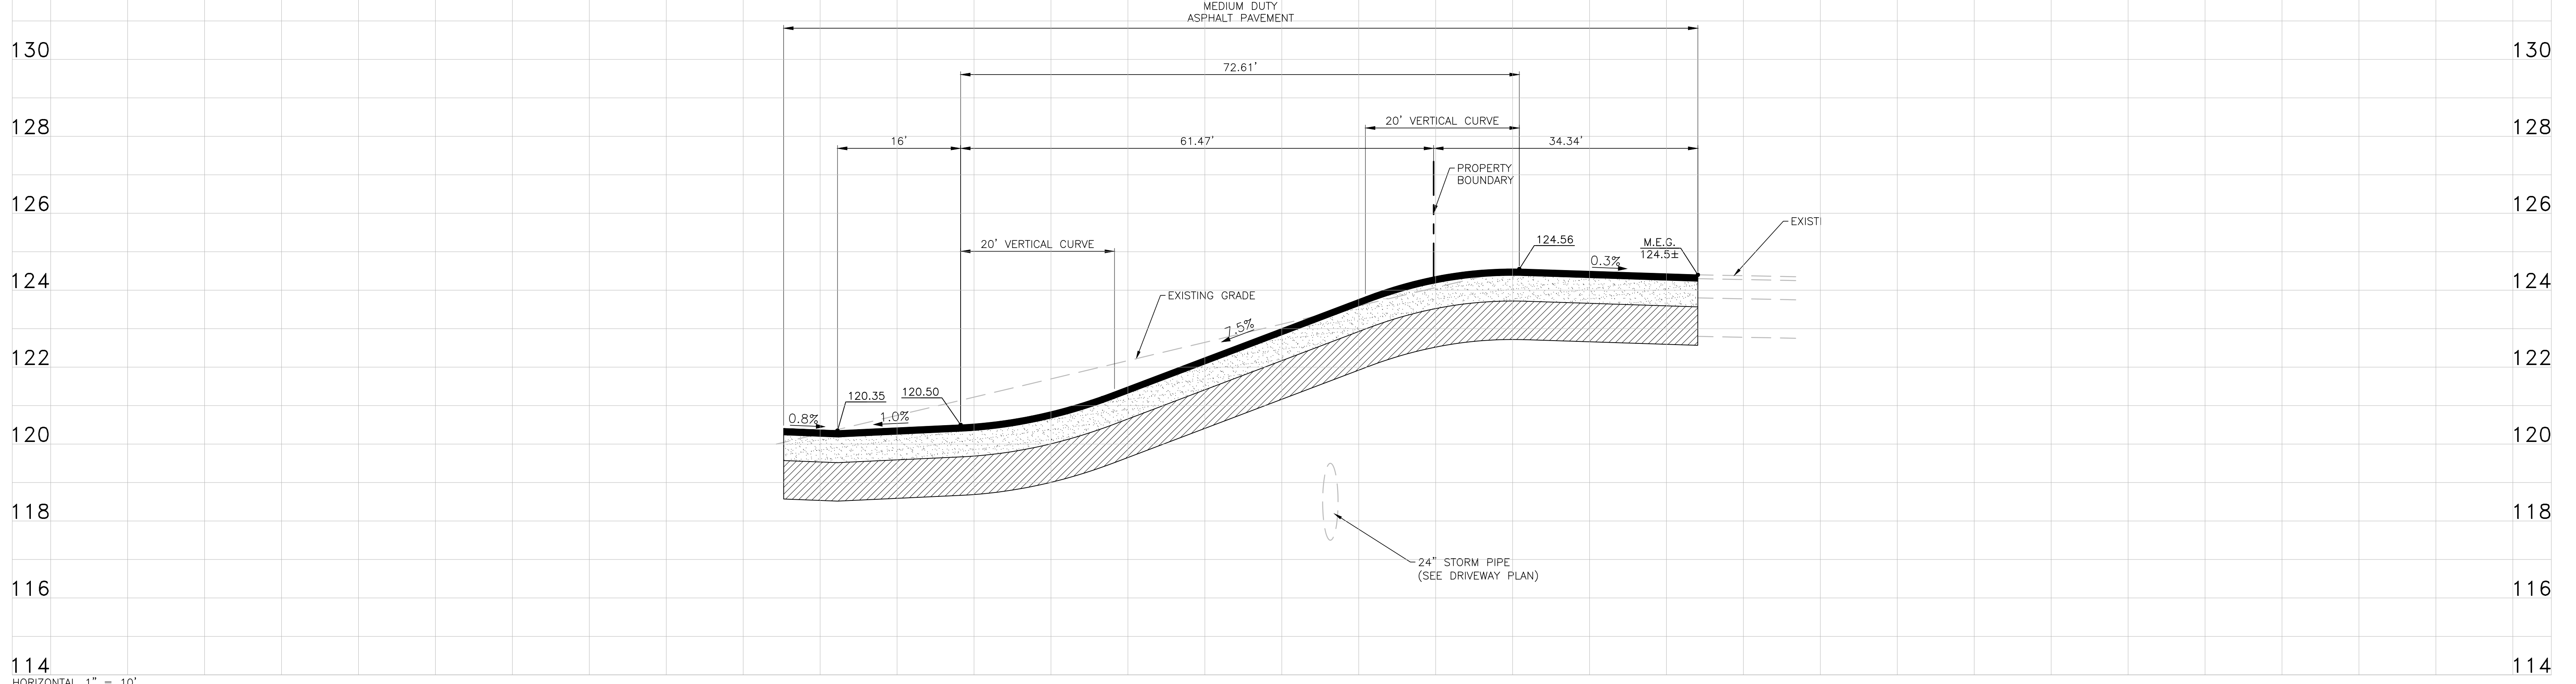 MEDIUM DUTY
ASPHALT PAVEMENT
130
130
72.61'
128
20' VERTICAL CURVE
128
16'
61.47'
34.34'
PROPERTY
BOUNDARY
126
126
EXISTI
20' VERTICAL CURVE
124.56
M.E.G.
124.5±
0.3%
124
124
EXISTING GRADE
7.5%
122
122
120.35
120.50
0.8%
1.0%
120
120
118
118
24" STORM PIPE
(SEE DRIVEWAY PLAN)
116
116
114
114
HORIZONTAL 1" = 10'